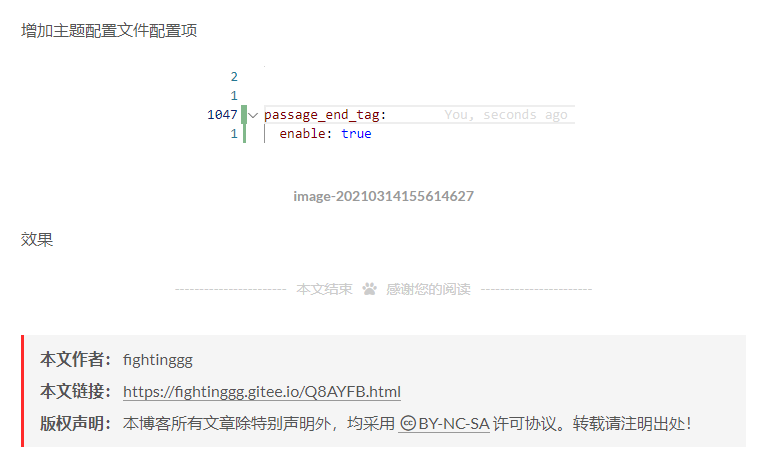 增加主题配置文件配置项
2
1
1047 passage_end_tag: You, seconds ago
1 enable: true
image-20210314155614627
效果
------------------------ 本文结束 感谢您的阅读 ------------------------
本文作者： fightinggg
本文链接： https://fightinggg.gitee.io/Q8AYFB.html
版权声明： 本博客所有文章除特别声明外，均采用 BY-NC-SA 许可协议。转载请注明出处！